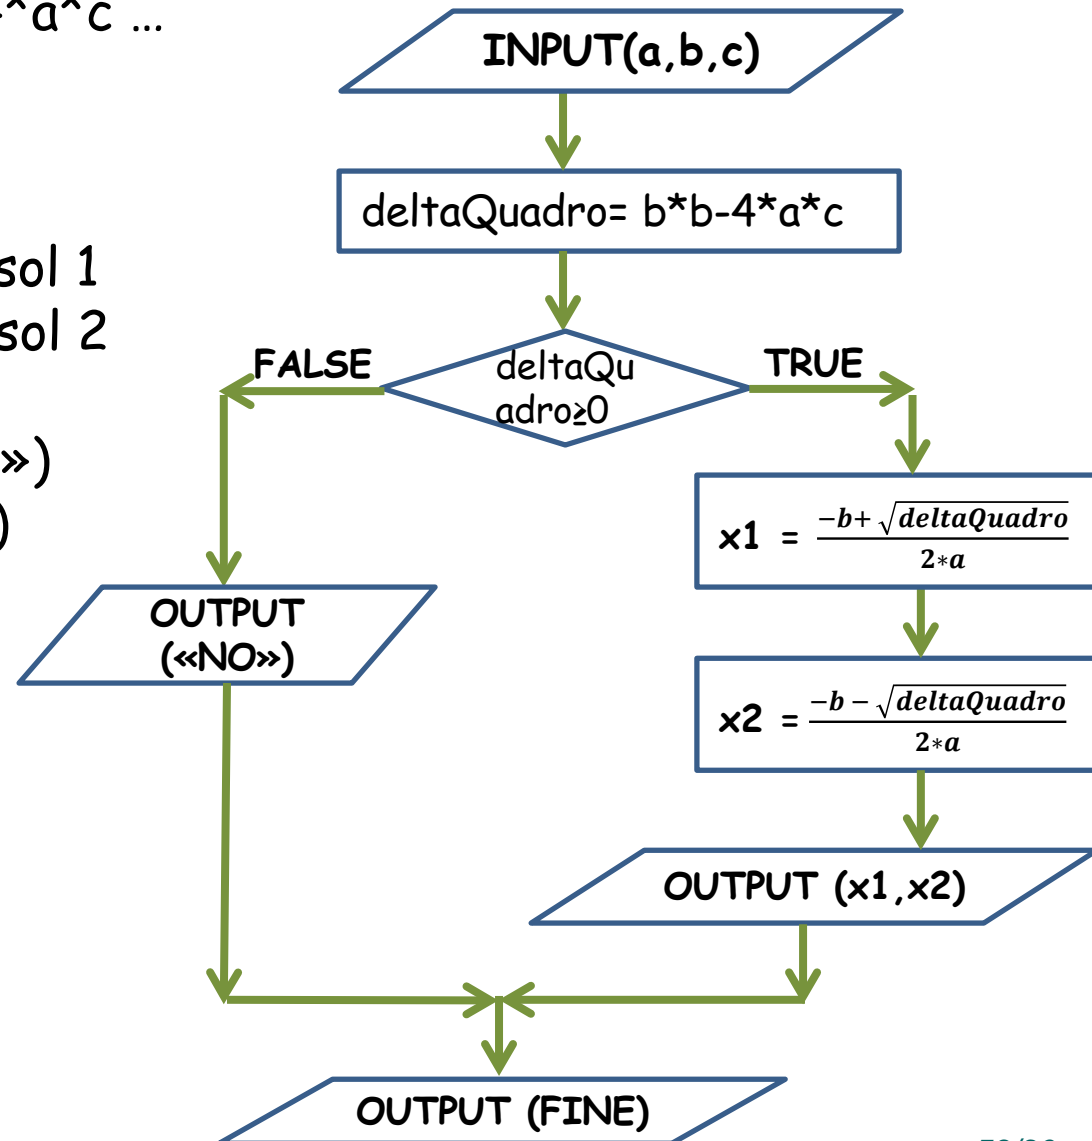 *a*c ...
sol 1
sol 2
»)
)
INPUT(a,b,c)
deltaQuadro= b*b-4*a*c
FALSE
deltaQu
adro≥0
TRUE
x1 = (-b+ √deltaQuadro)/(2*a)
OUTPUT
(«NO»)
x2 = (-b - √deltaQuadro)/(2*a)
OUTPUT (x1,x2)
OUTPUT (FINE)